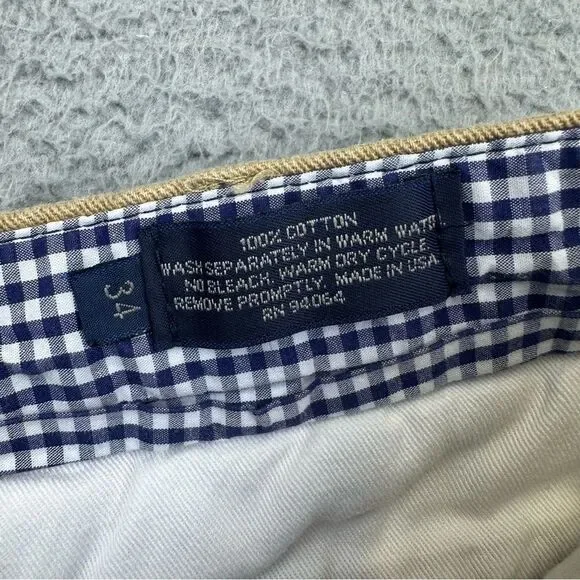 100% COTTON
WASH SEPARATELY IN WARM WATER
NO BLEACH, WARM DRY CYCLE.
REMOVE PROMPTLY. MADE IN USA
RN 94064
34